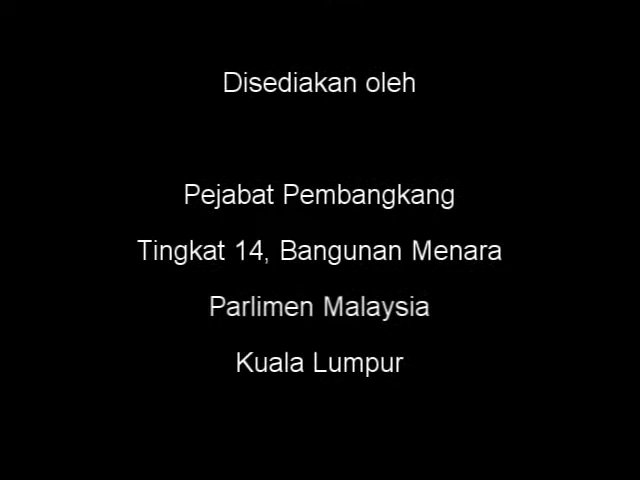 Disediakan oleh
Pejabat Pembangkang
Tingkat 14, Bangunan Menara
Parlimen Malaysia
Kuala Lumpur